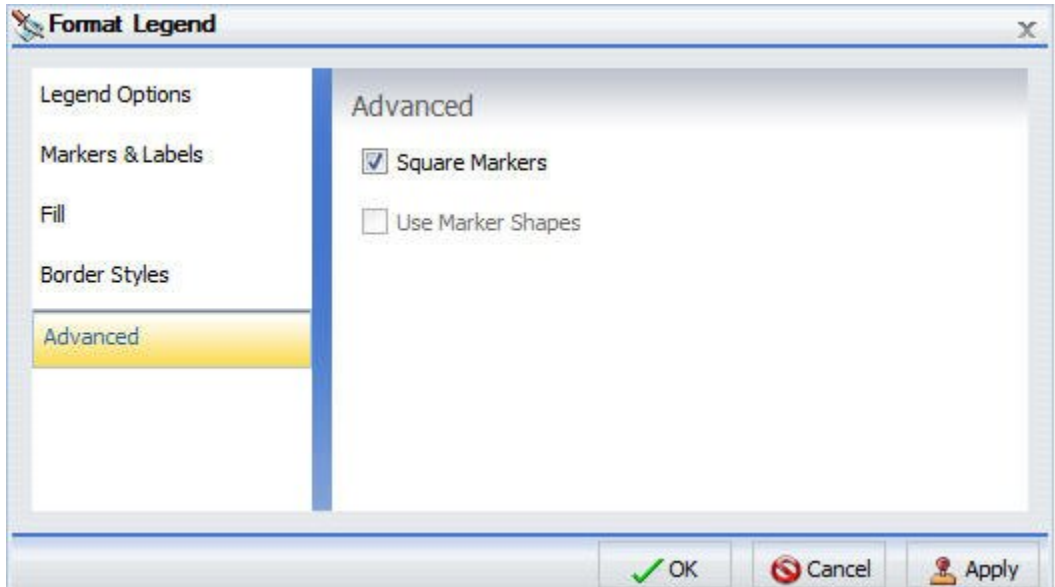 Format Legend
x
Legend Options
Markers & Labels
Fill
Border Styles
Advanced
Advanced
Square Markers
Use Marker Shapes
OK
Cancel
Apply